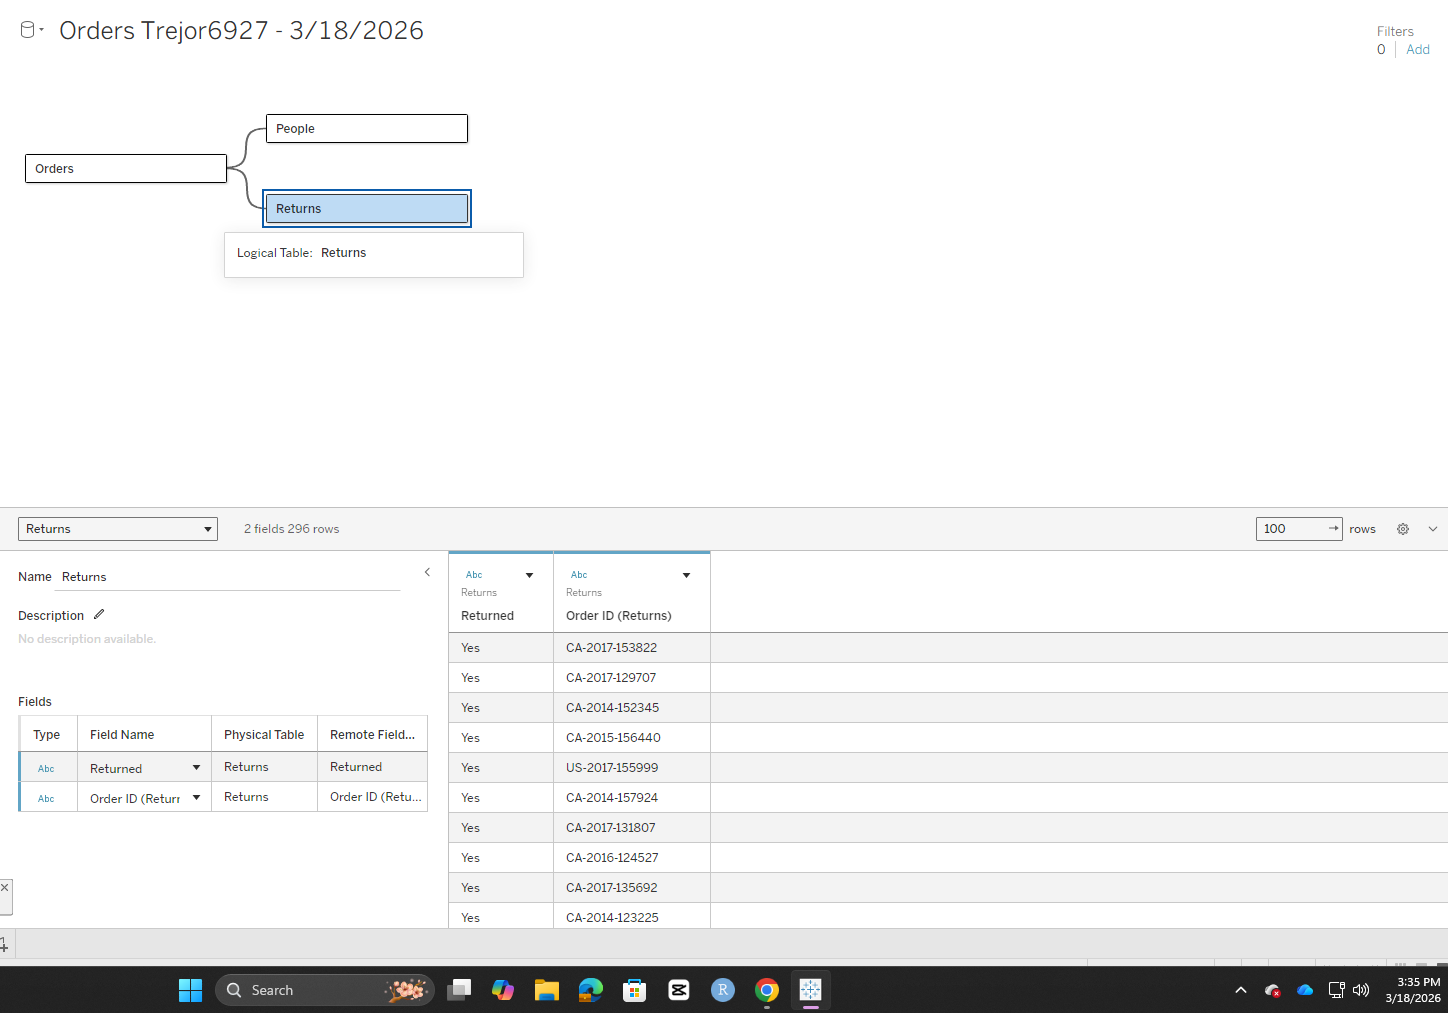 Orders Trejor6927 - 3/18/2026
Filters
0 Add
People
Orders
Returns
Logical Table: Returns
Returns 2 fields 296 rows 100 rows
Name Returns
Description
No description available.
Fields
Type Field Name Physical Table Remote Field...
Abc Returned Returns Returned
Abc Order ID (Returr Returns Order ID (Retu...
Abc Abc
Returns Returns
Returned Order ID (Returns)
Yes CA-2017-153822
Yes CA-2017-129707
Yes CA-2014-152345
Yes CA-2015-156440
Yes US-2017-155999
Yes CA-2014-157924
Yes CA-2017-131807
Yes CA-2016-124527
Yes CA-2017-135692
Yes CA-2014-123225
Search
R
3:35 PM
3/18/2026